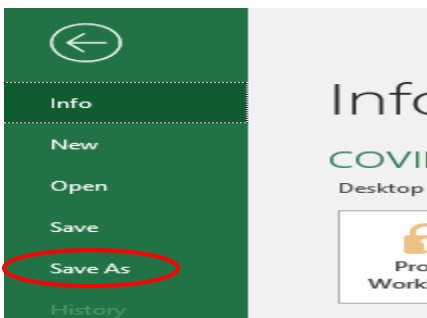 Info
New
Open
Save
Save As
History
Info
COVI
Desktop
Pro
Work